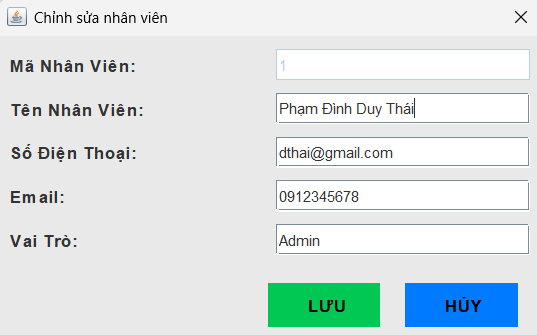 Chỉnh sửa nhân viên
Mã Nhân Viên: 1
Tên Nhân Viên: Phạm Đình Duy Thái
Số Điện Thoại: dthai@gmail.com
Email: 0912345678
Vai Trò: Admin
LƯU HỦY